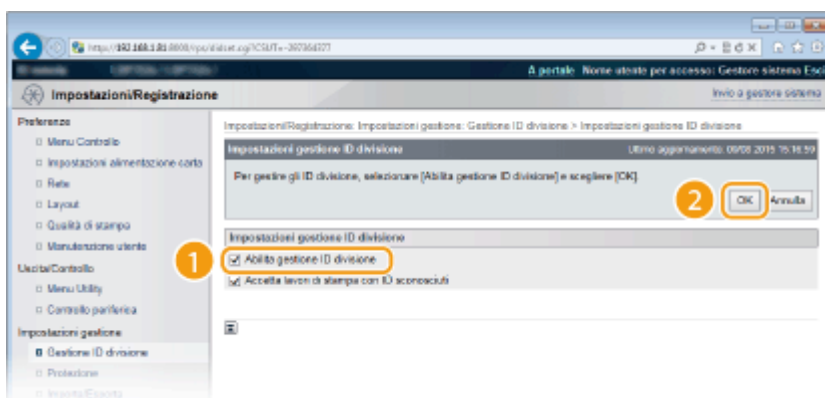 A portale Nome utente per accesso: Gestore sistema
Impostazioni/Registrazione
Invio a gestore sistema
Preferenze
Menu Controllo
Impostazioni alimentazione carta
Rete
Layout
Qualità di stampa
Manutenzione utente
Uscita/Controllo
Menu Utility
Controllo periferica
Impostazioni gestione
Gestione ID divisione
Protezione
Importa/Esporta
Impostazioni/Registrazione: Impostazioni gestione: Gestione ID divisione > Impostazioni gestione ID divisione
Impostazioni gestione ID divisione
Ultimo aggiornamento: 09/08 2015 15:16:59
Per gestire gli ID divisione, selezionare [Abilita gestione ID divisione] e scegliere [OK]
2
OK Annulla
Impostazioni gestione ID divisione
1
Abilita gestione ID divisione
Accetta lavori di stampa con ID sconosciuti